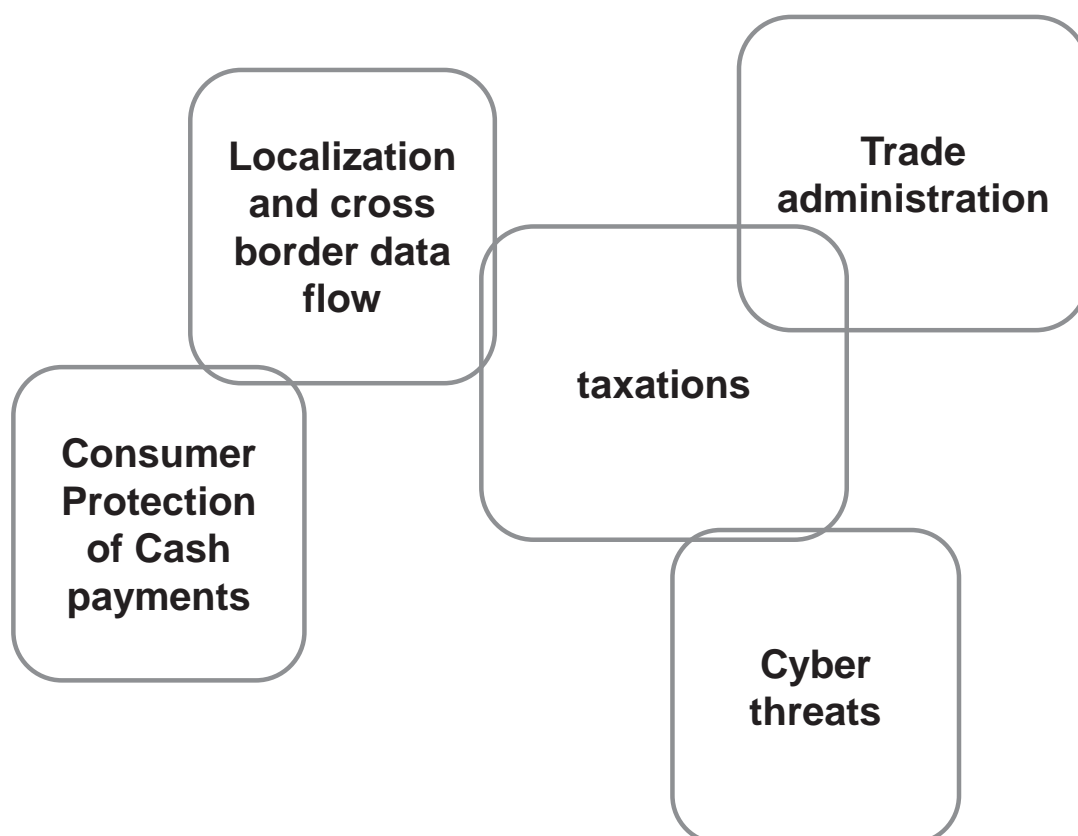 Localization
and cross
border data
flow
Trade
administration
taxations
Consumer
Protection
of Cash
payments
Cyber
threats